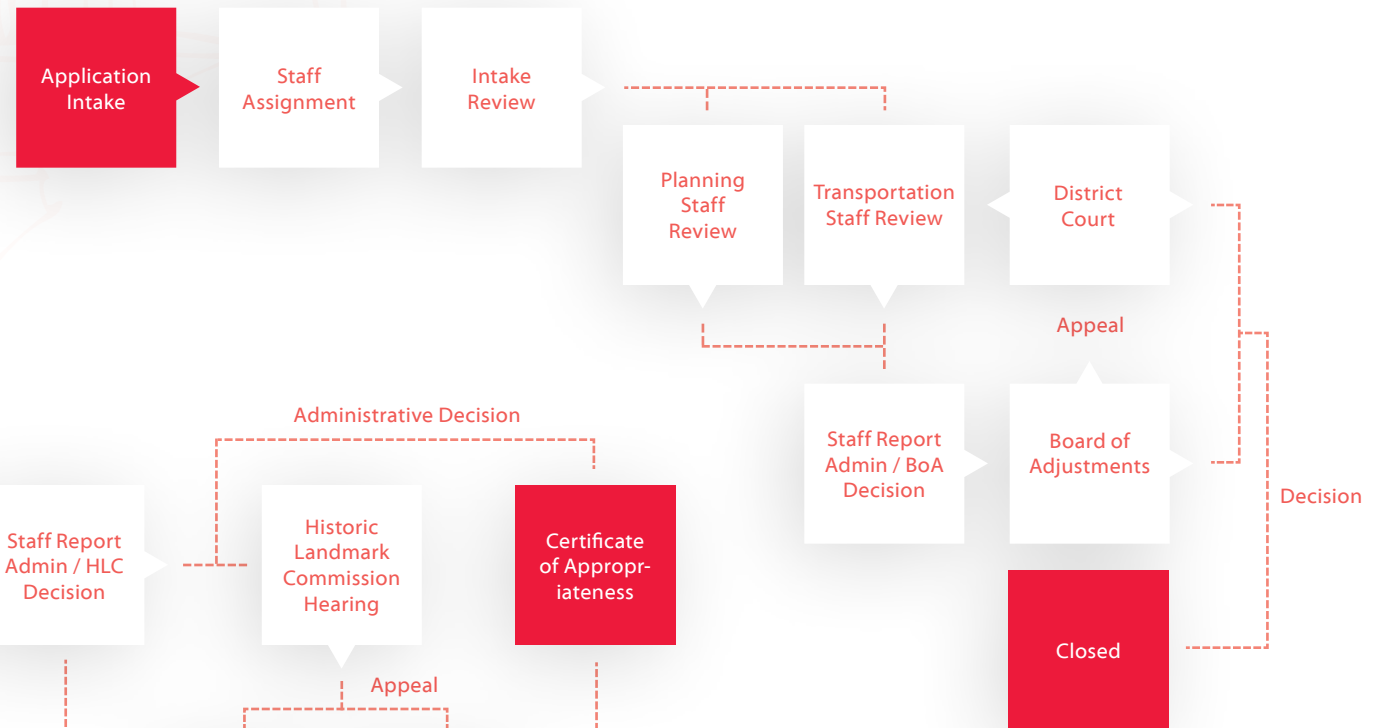 Application
Intake
Staff
Assignment
Intake
Review
Planning
Staff
Review
Transportation
Staff Review
District
Court
Appeal
Staff Report
Admin / BoA
Decision
Board of
Adjustments
Decision
Closed
Administrative Decision
Staff Report
Admin / HLC
Decision
Historic
Landmark
Commission
Hearing
Certificate
of Appropr-
iateness
Appeal